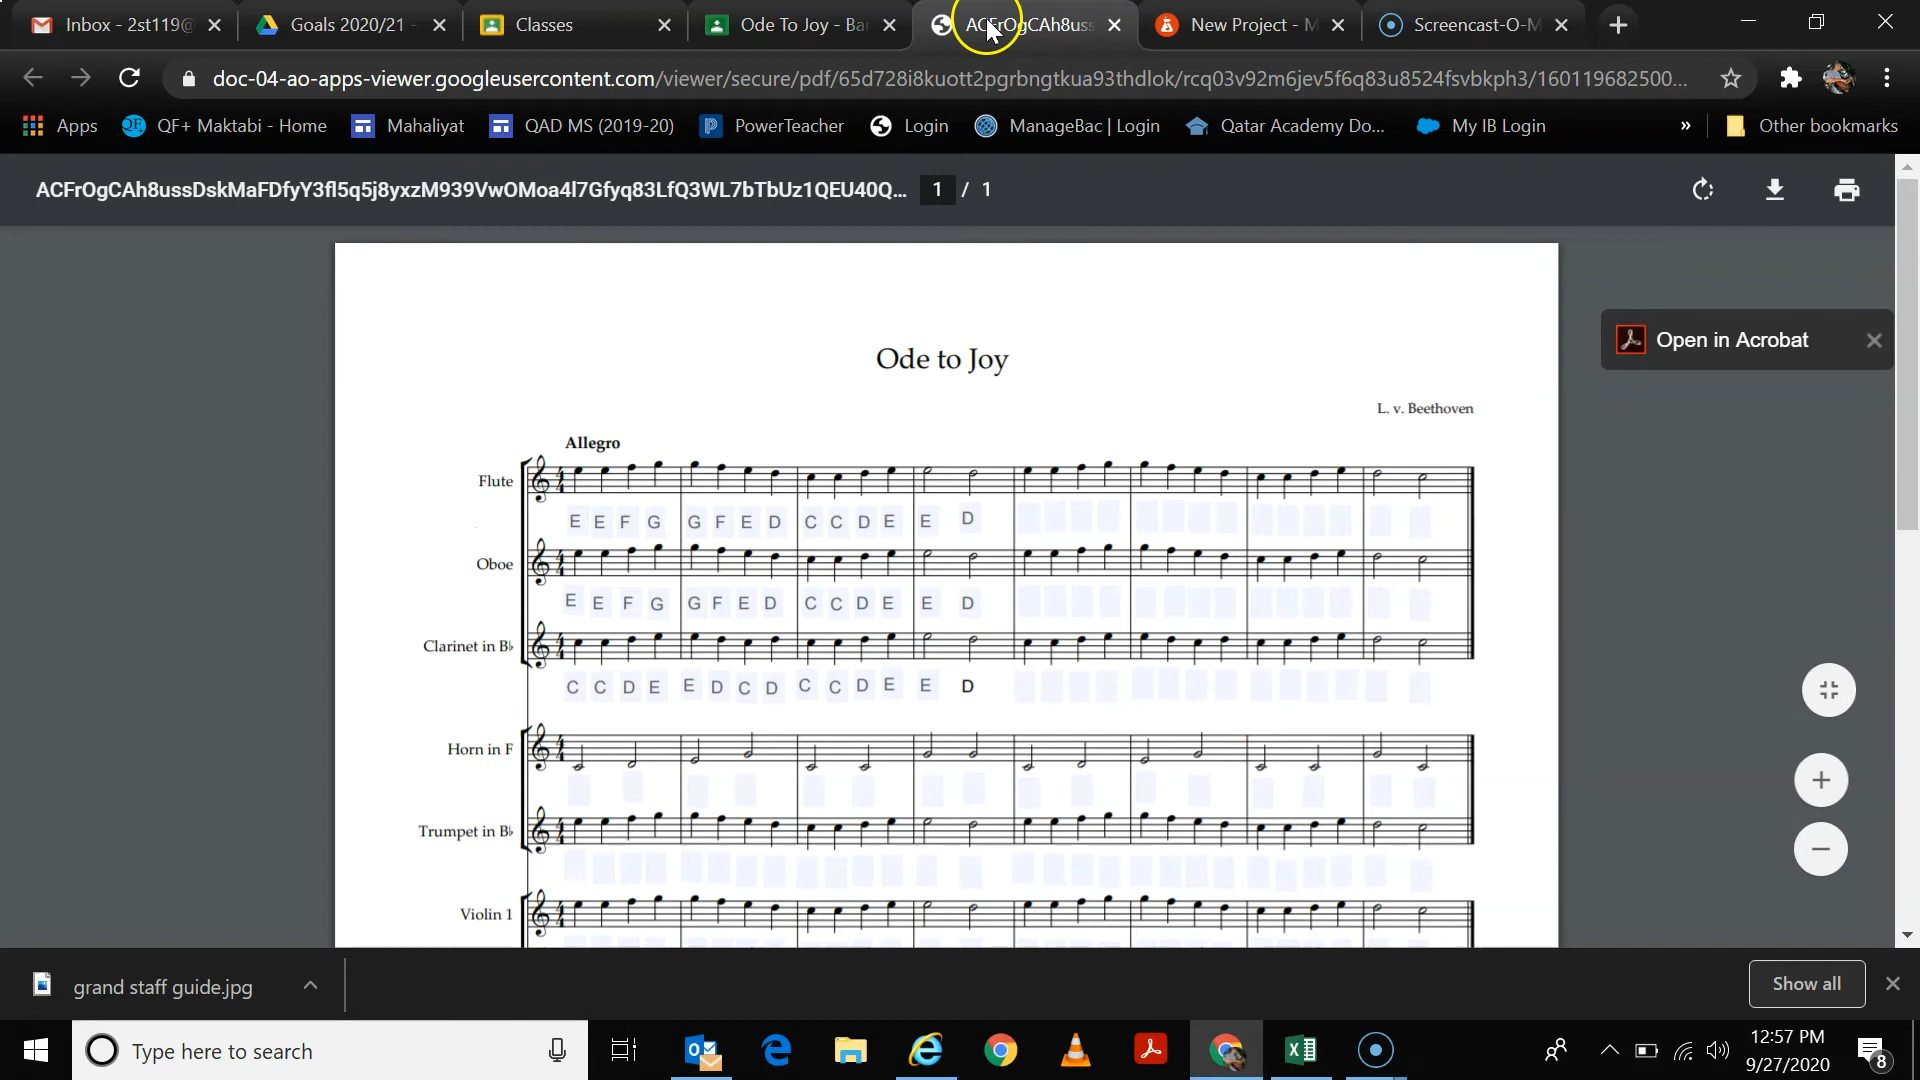 Inbox - 2st119@
Goals 2020/21 -
Classes
Ode To Joy - Ba
ACFrOgCAh8uss
New Project - M
Screencast-O-M
doc-04-ao-apps-viewer.googleusercontent.com/viewer/secure/pdf/65d728i8kuott2pgrbngtkua93thdlok/rcq03v92m6jev5f6q83u8524fsvbkph3/160119682500...
Apps
QF+ Maktabi - Home
Mahaliyat
QAD MS (2019-20)
PowerTeacher
Login
ManageBac | Login
Qatar Academy Do...
My IB Login
»
Other bookmarks
ACFrOgCAh8ussDskMaFDfyY3fl5q5j8yxzM939VwOMoa4l7Gfyq83LfQ3WL7bTbUz1QEU40Q...
1 / 1
Open in Acrobat
Ode to Joy
L. v. Beethoven
Allegro
Flute
E E F G G F E D C C D E E D
Oboe
E E F G G F E D C C D E E D
Clarinet in B♭
C C D E E D C D C C D E E D
Horn in F
Trumpet in B♭
Violin 1
grand staff guide.jpg
Show all
Type here to search
12:57 PM
9/27/2020
8